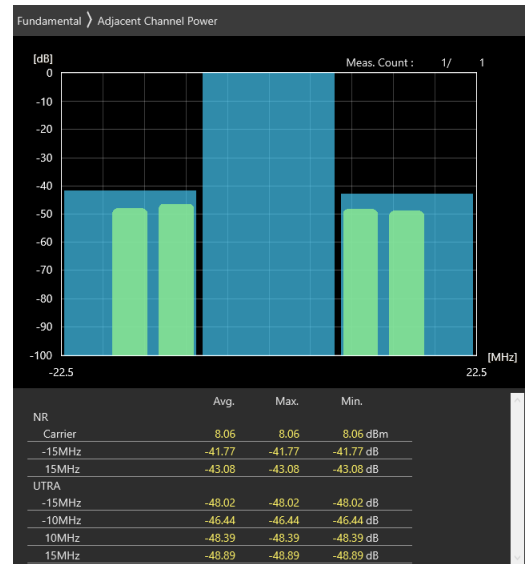 Fundamental 〉 Adjacent Channel Power
[dB]
Meas. Count : 1/ 1
0
-10
-20
-30
-40
-50
-60
-70
-80
-90
-100
[MHz]
-22.5 22.5
Avg. Max. Min.
NR
Carrier 8.06 8.06 8.06 dBm
-15MHz -41.77 -41.77 -41.77 dB
15MHz -43.08 -43.08 -43.08 dB
UTRA
-15MHz -48.02 -48.02 -48.02 dB
-10MHz -46.44 -46.44 -46.44 dB
10MHz -48.39 -48.39 -48.39 dB
15MHz -48.89 -48.89 -48.89 dB